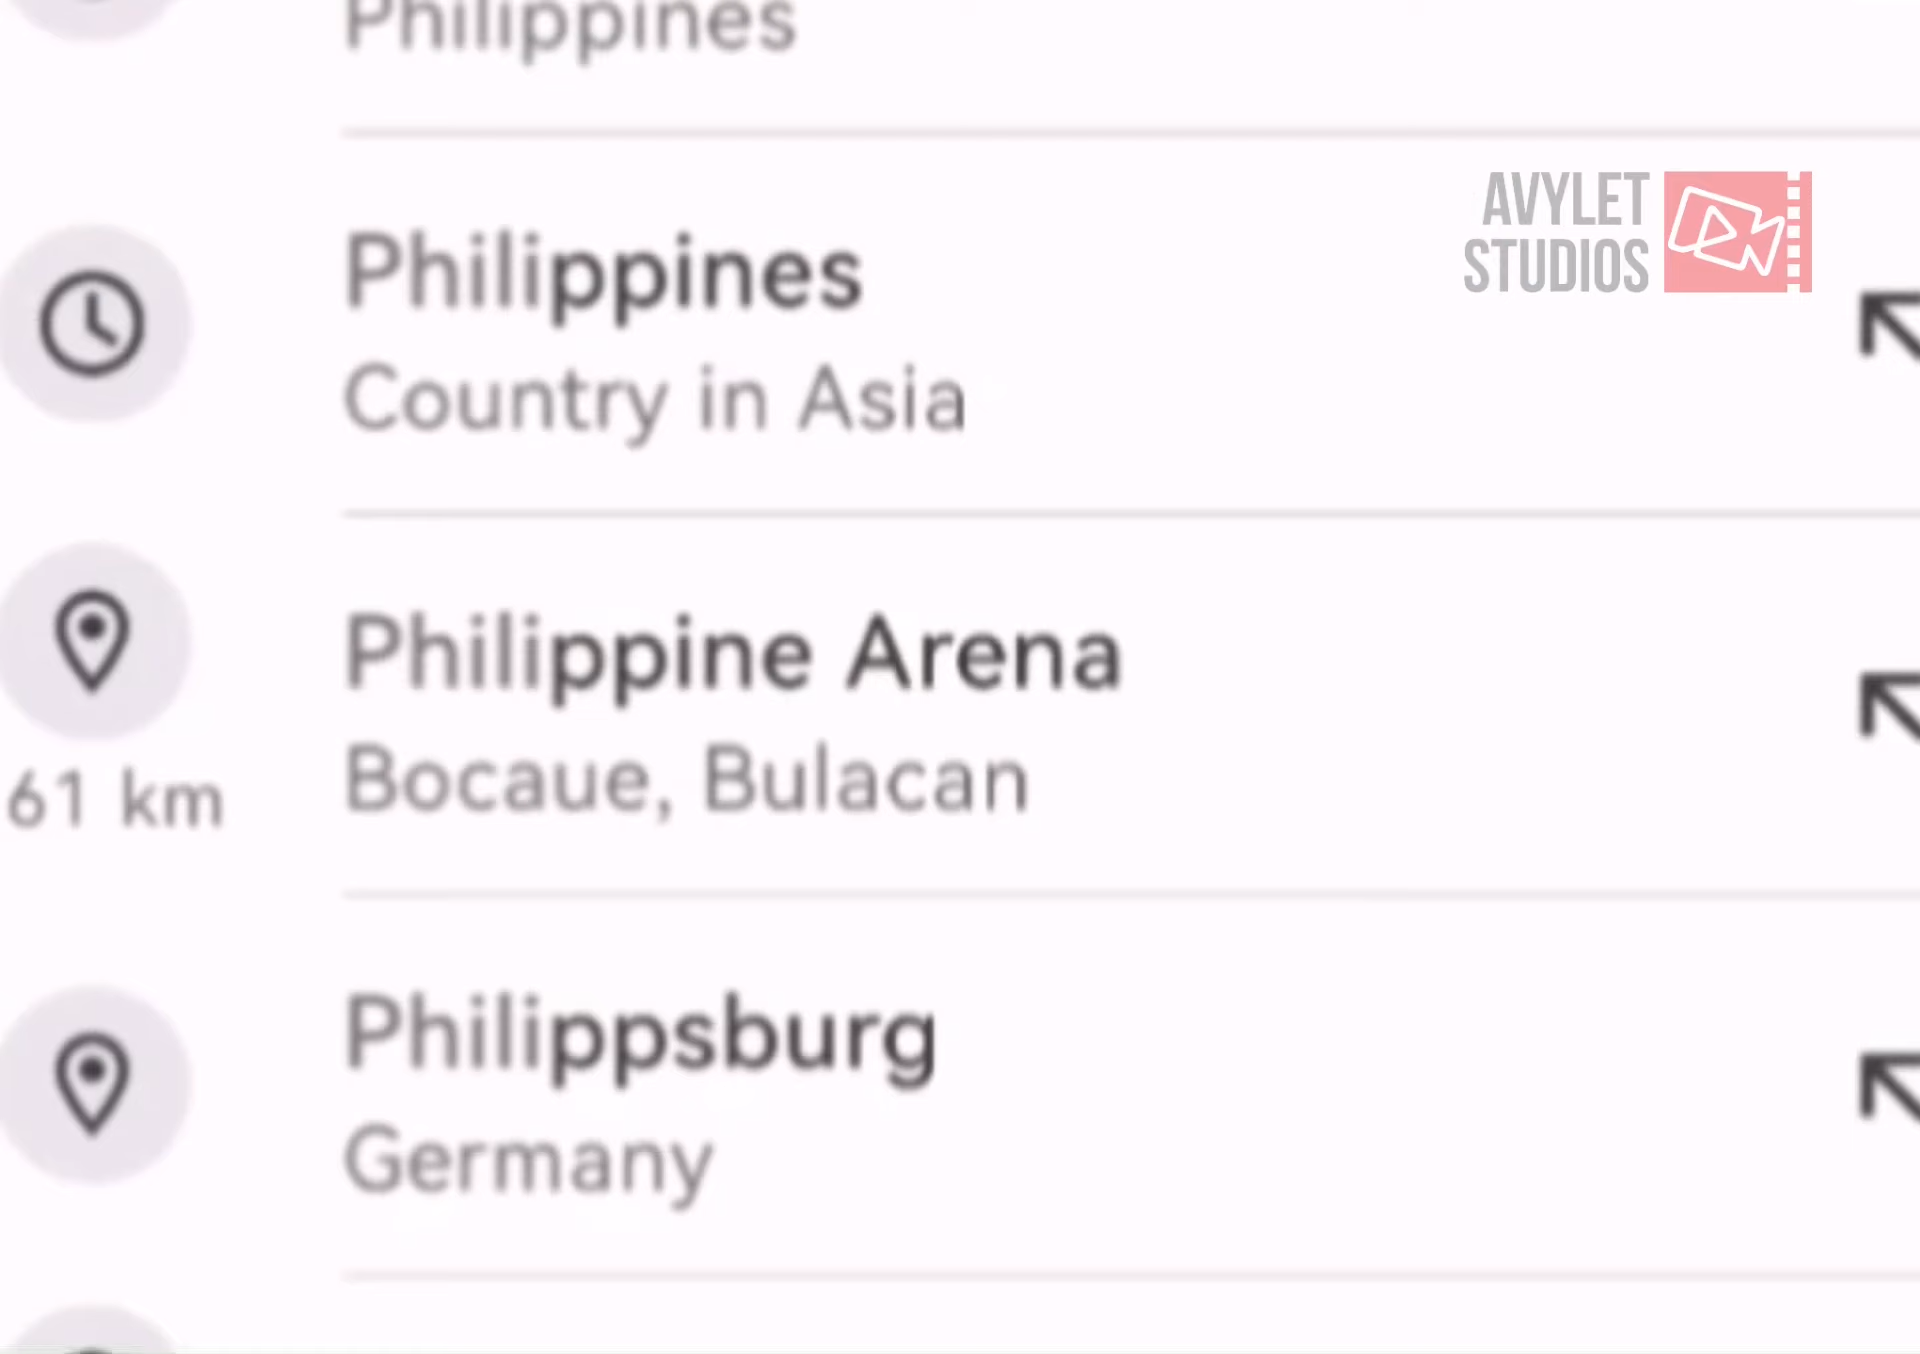 Philippines
AVYLET
STUDIOS
Philippines
Country in Asia
Philippine Arena
Bocaue, Bulacan
61 km
Philippsburg
Germany